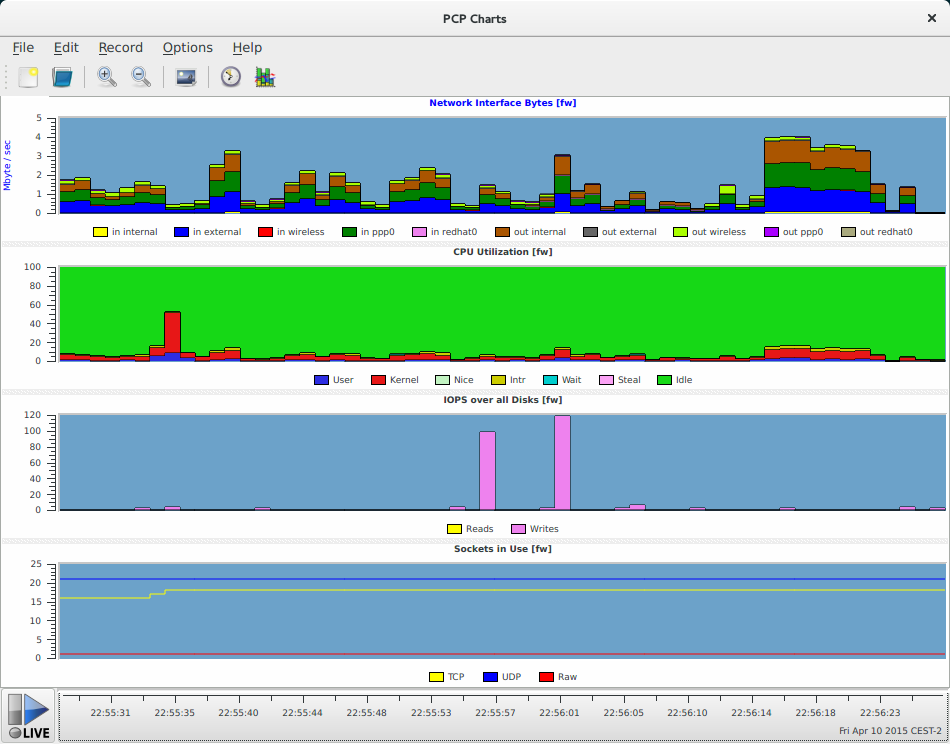 PCP Charts
File Edit Record Options Help
Network Interface Bytes [fw]
Mbyte / sec
5
4
3
2
1
0
in internal in external in wireless in ppp0 in redhat0 out internal out external out wireless out ppp0 out redhat0
CPU Utilization [fw]
100
80
60
40
20
0
User Kernel Nice Intr Wait Steal Idle
IOPS over all Disks [fw]
120
100
80
60
40
20
0
Reads Writes
Sockets in Use [fw]
25
20
15
10
5
0
TCP UDP Raw
22:55:31 22:55:35 22:55:40 22:55:44 22:55:48 22:55:53 22:55:57 22:56:01 22:56:05 22:56:10 22:56:14 22:56:18 22:56:23
LIVE
Fri Apr 10 2015 CEST-2